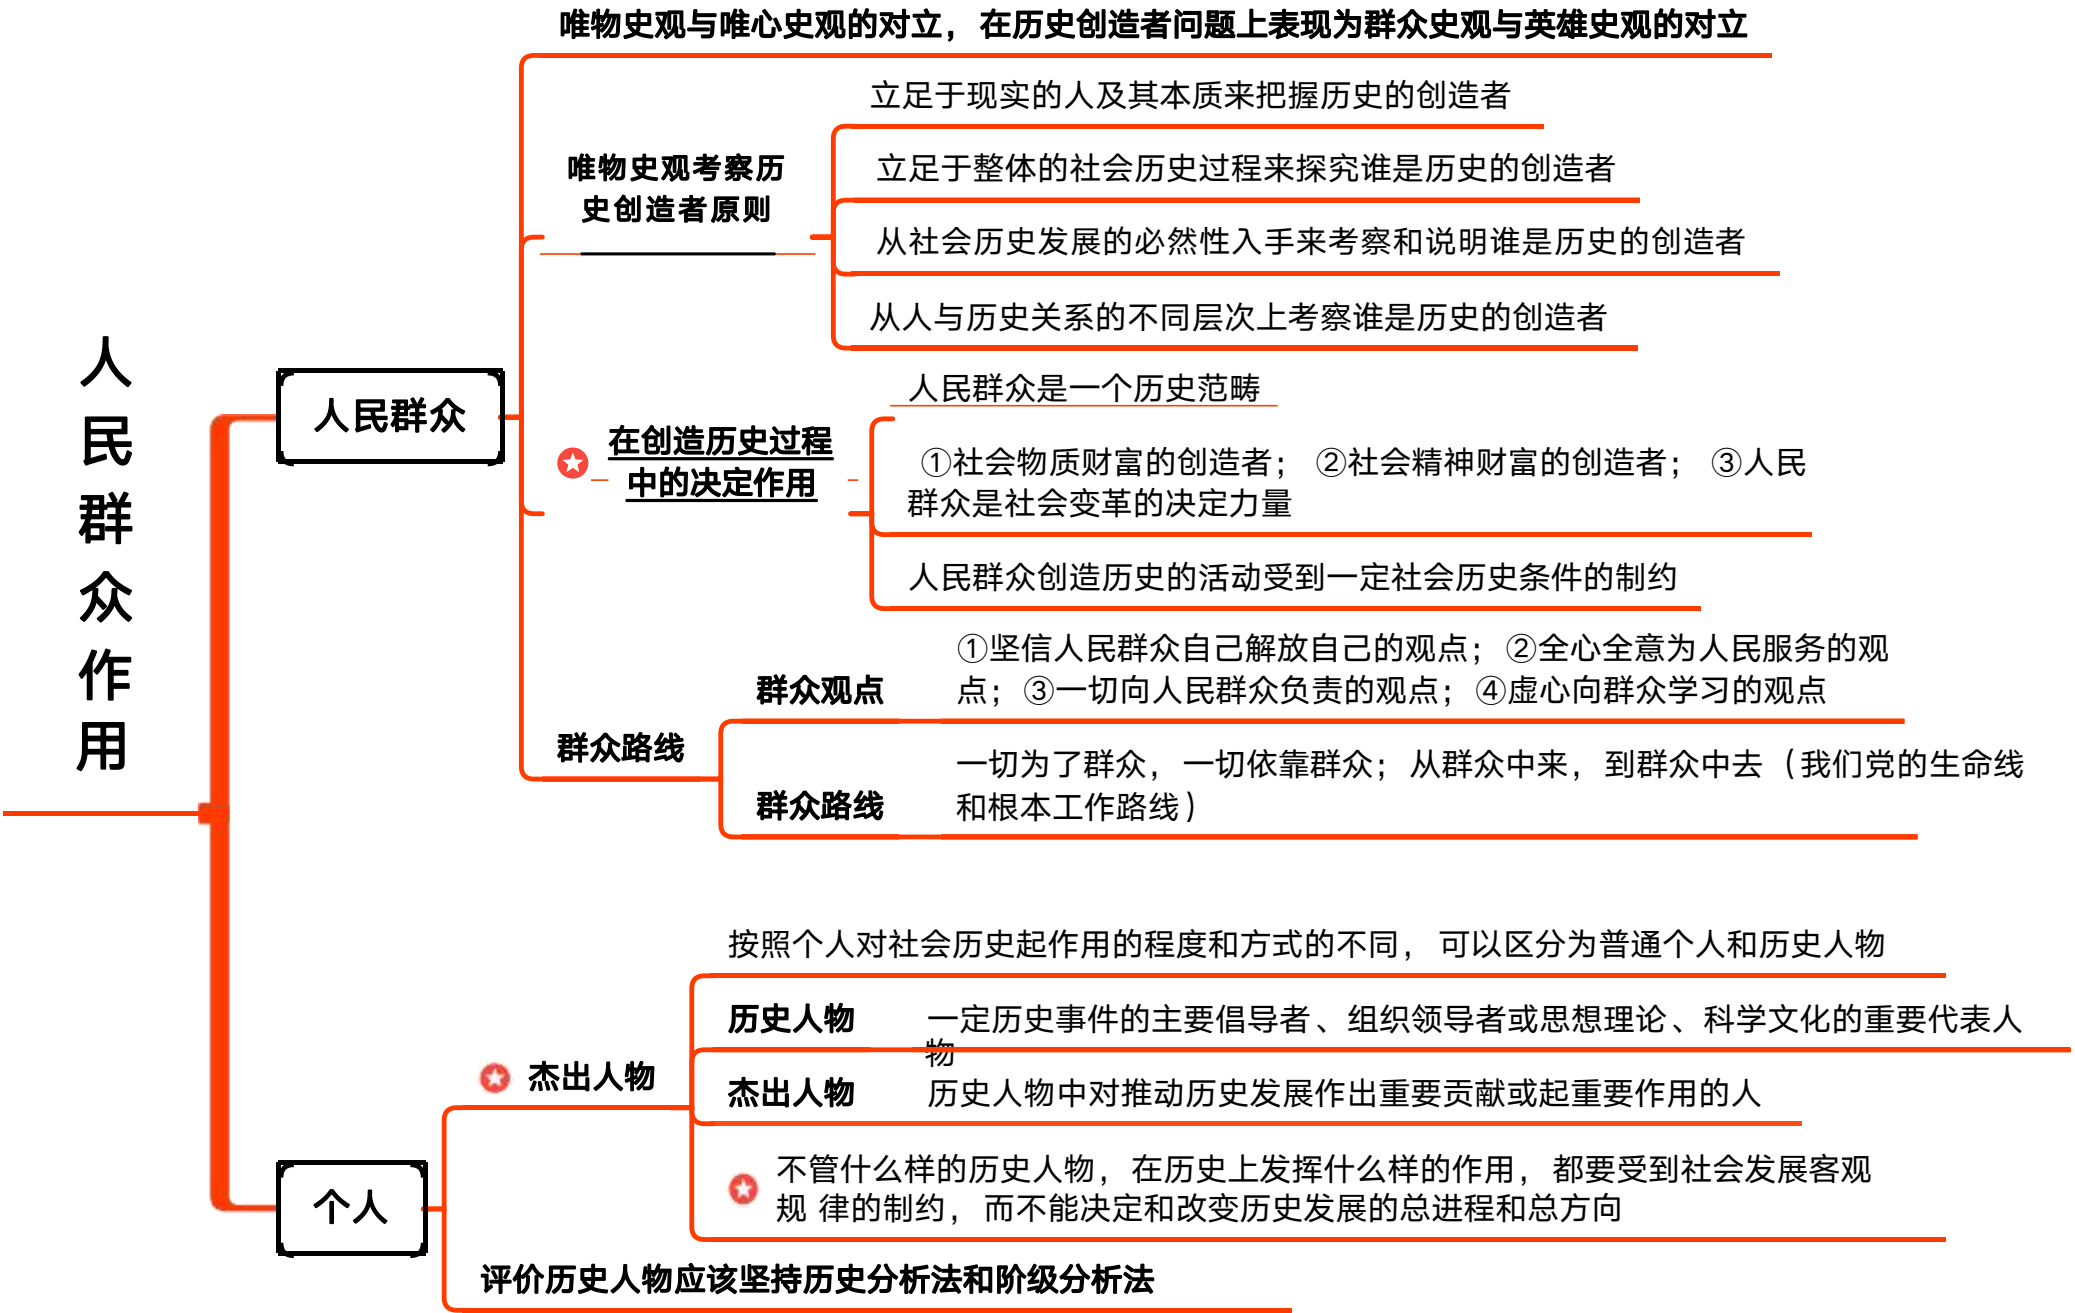 人
民
群
众
作
用
人民群众
唯物史观与唯心史观的对立，在历史创造者问题上表现为群众史观与英雄史观的对立
唯物史观考察历
史创造者原则
立足于现实的人及其本质来把握历史的创造者
立足于整体的社会历史过程来探究谁是历史的创造者
从社会历史发展的必然性入手来考察和说明谁是历史的创造者
从人与历史关系的不同层次上考察谁是历史的创造者
在创造历史过程
中的决定作用
人民群众是一个历史范畴
①社会物质财富的创造者； ②社会精神财富的创造者； ③人民
群众是社会变革的决定力量
人民群众创造历史的活动受到一定社会历史条件的制约
群众路线
群众观点
①坚信人民群众自己解放自己的观点；②全心全意为人民服务的观
点；③一切向人民群众负责的观点；④虚心向群众学习的观点
群众路线
一切为了群众，一切依靠群众；从群众中来，到群众中去（我们党的生命线
和根本工作路线）
个人
杰出人物
按照个人对社会历史起作用的程度和方式的不同，可以区分为普通个人和历史人物
历史人物
一定历史事件的主要倡导者、组织领导者或思想理论、科学文化的重要代表人
物
杰出人物
历史人物中对推动历史发展作出重要贡献或起重要作用的人
不管什么样的历史人物，在历史上发挥什么样的作用，都要受到社会发展客观
规 律的制约，而不能决定和改变历史发展的总进程和总方向
评价历史人物应该坚持历史分析法和阶级分析法